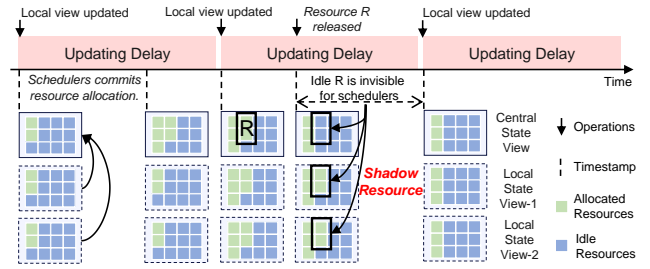 Local view updated
Local view updated
Resource R
released
Local view updated
Updating Delay
Updating Delay
Updating Delay
Schedulers commits
resource allocation.
Idle R is invisible
for schedulers
Time
R
Shadow
Resource
Central
State
View
Local
State
View-1
Local
State
View-2
Operations
Timestamp
Allocated
Resources
Idle
Resources